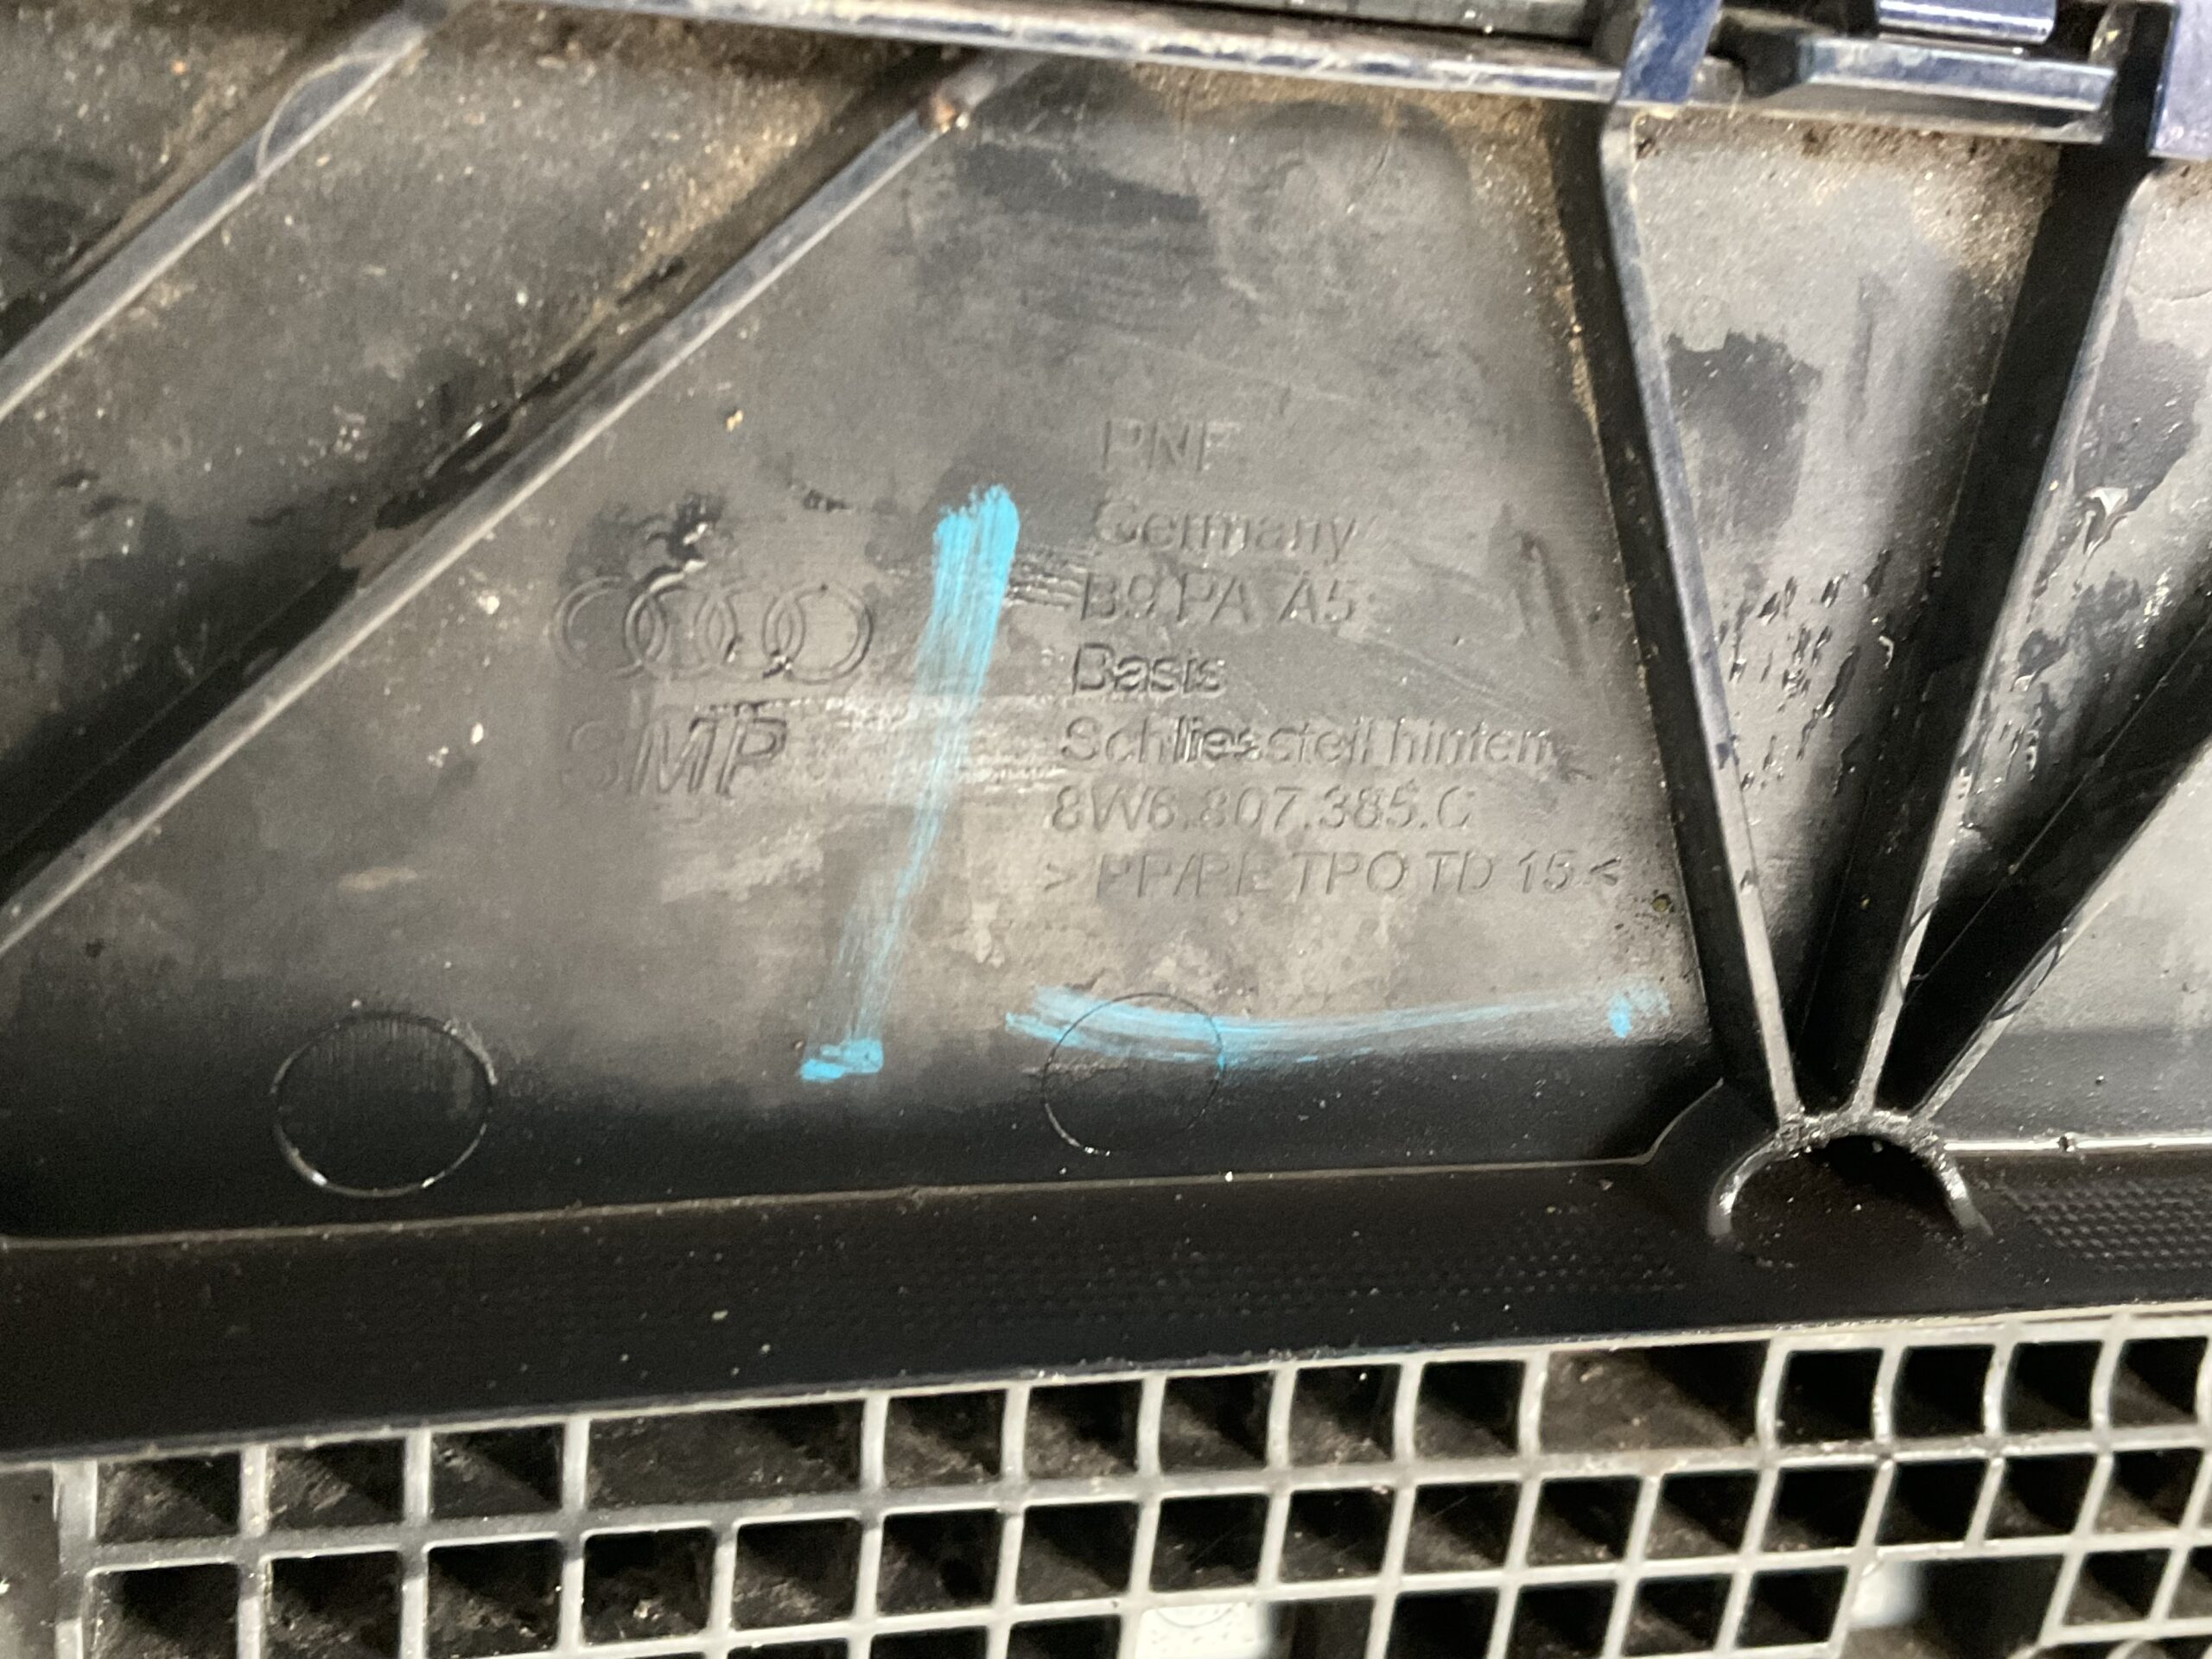 PNF
Germany
B9 PA A5
Basis
Schliessteil hinten
8W6.807.385.C
> PP/PE TPO TD 15 <
SMP